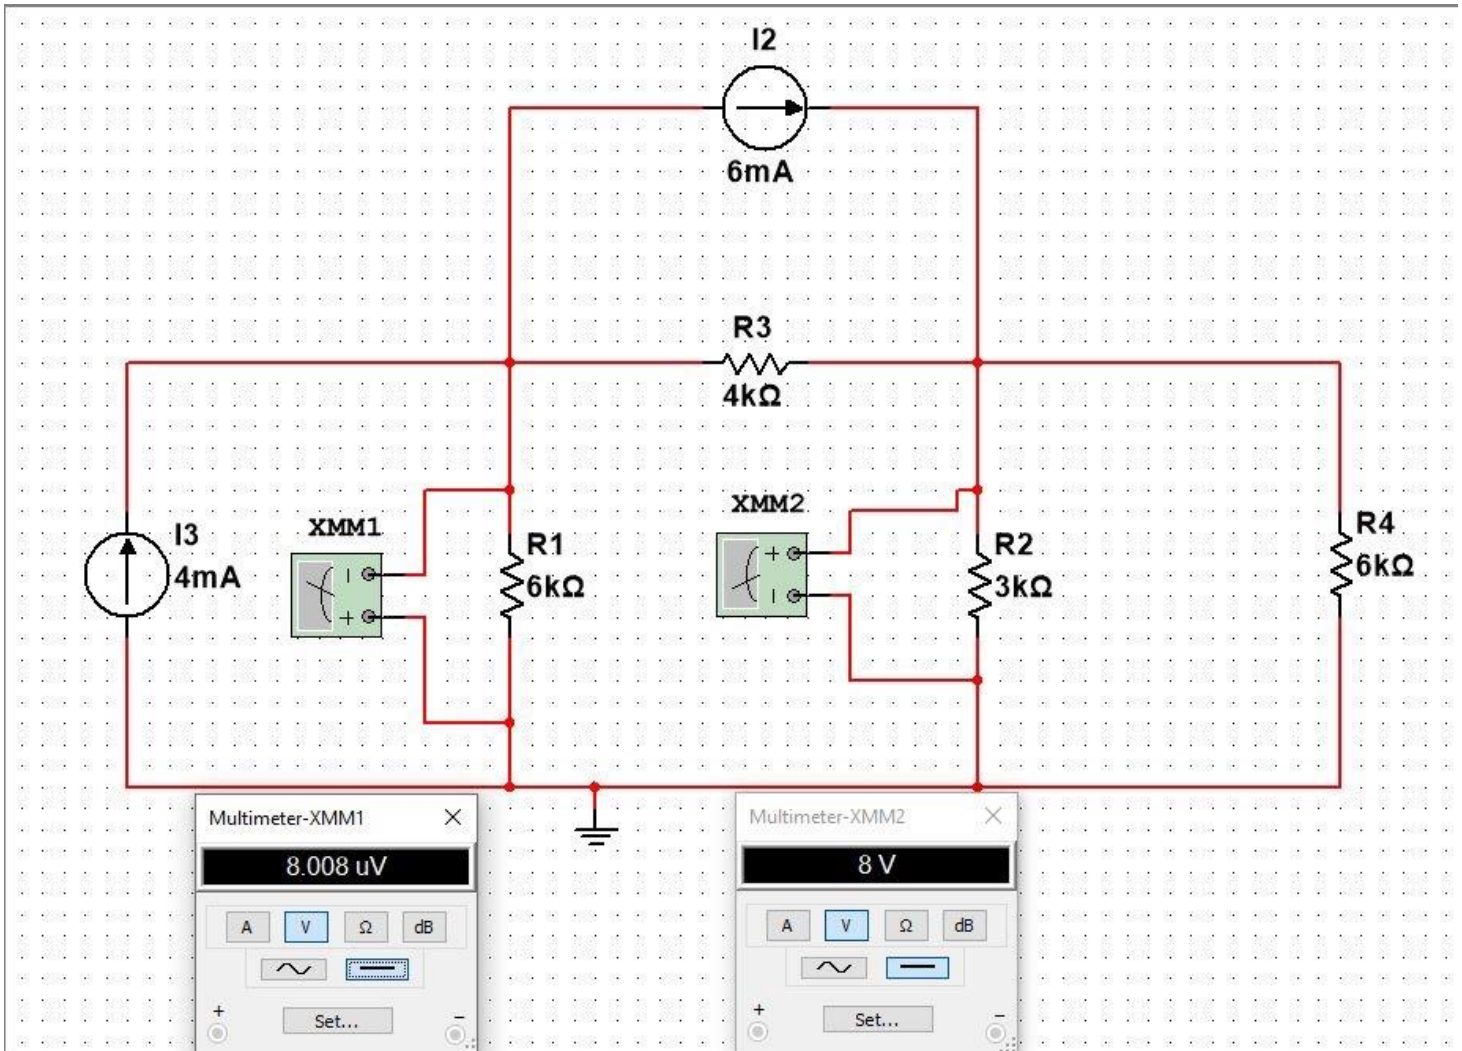 I2
6mA
R3
4kΩ
I3
4mA
XMM1
R1
6kΩ
XMM2
R2
3kΩ
R4
6kΩ
Multimeter-XMM1
8.008 uV
A V Ω dB
+ Set... −
Multimeter-XMM2
8 V
A V Ω dB
+ Set... −